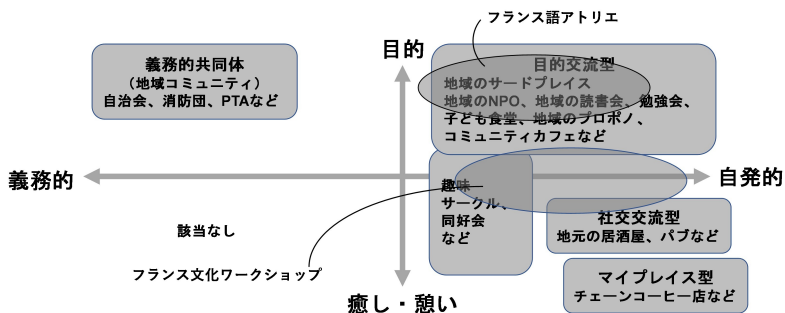 フランス語アトリエ
目的
義務的共同体
（地域コミュニティ）
自治会、消防団、PTAなど
目的交流型
地域のサードプレイス
地域のNPO、地域の読書会、勉強会、
子ども食堂、地域のプロボノ、
コミュニティカフェなど
義務的
自発的
趣味
サークル、
同好会
など
該当なし
社交交流型
地元の居酒屋、パブなど
フランス文化ワークショップ
マイプレイス型
チェーンコーヒー店など
癒し・憩い